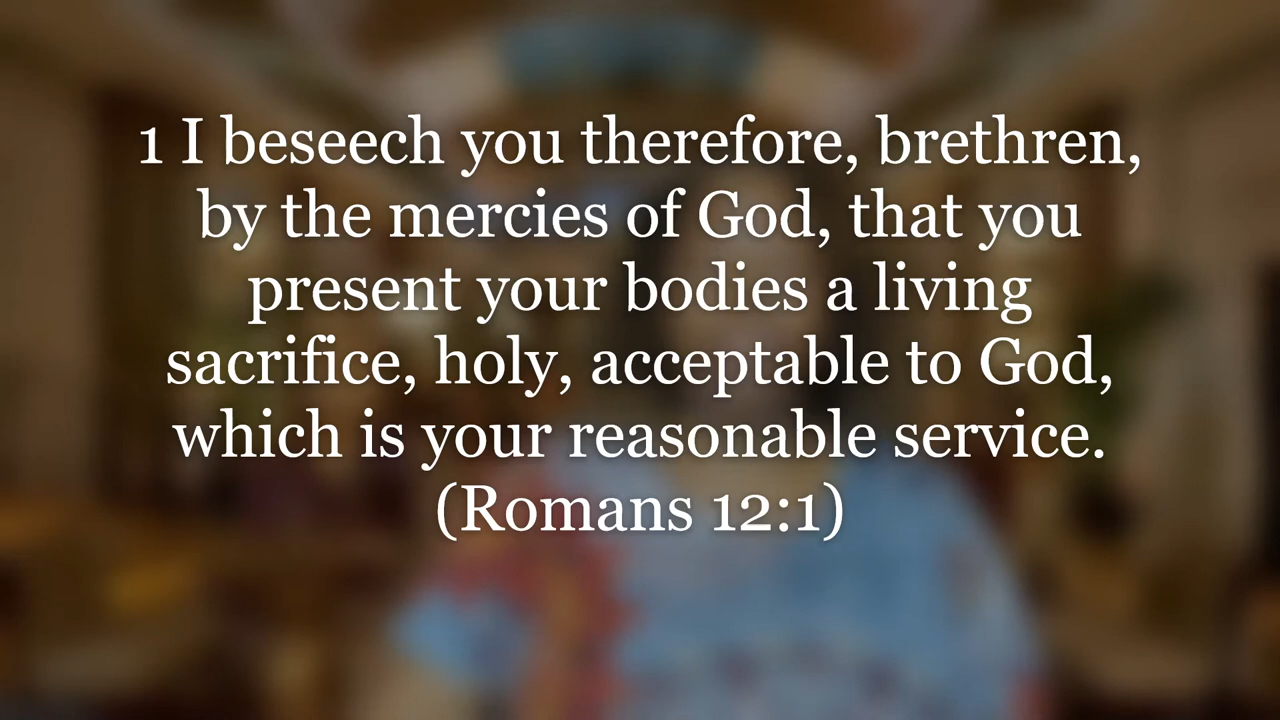 1 I beseech you therefore, brethren,
by the mercies of God, that you
present your bodies a living
sacrifice, holy, acceptable to God,
which is your reasonable service.
(Romans 12:1)